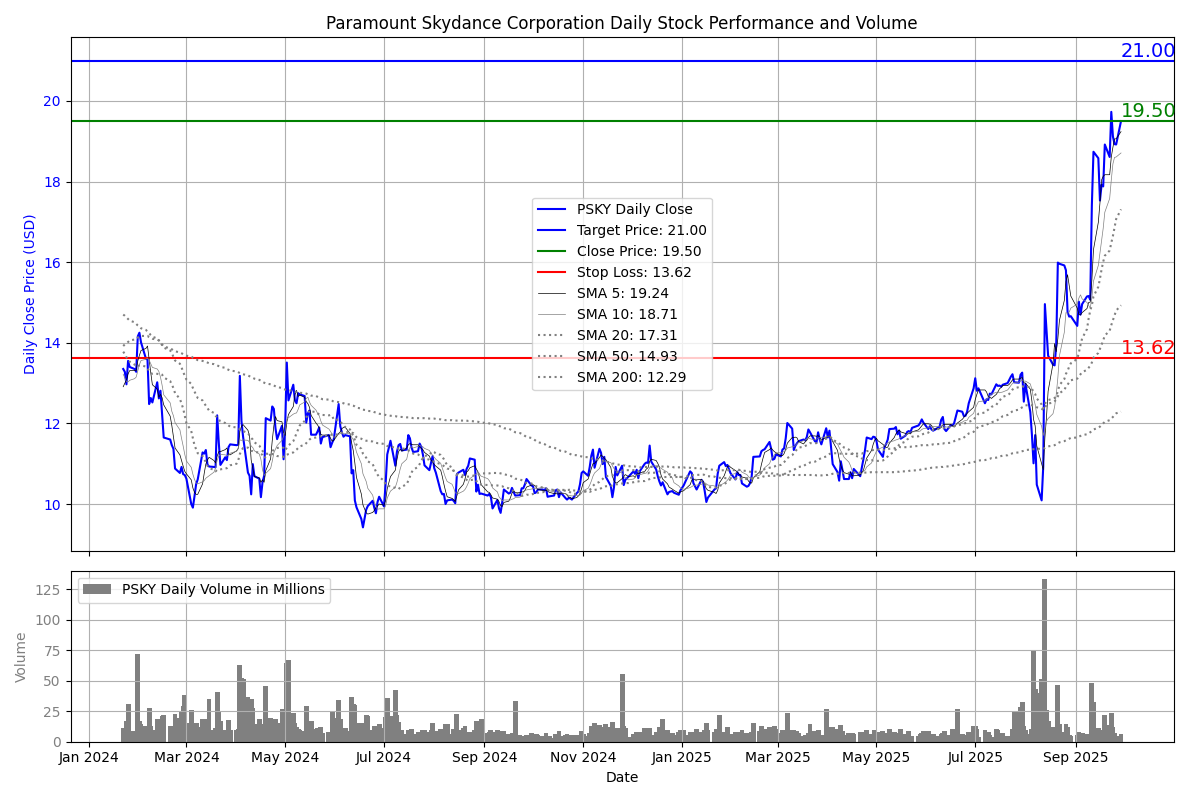 Paramount Skydance Corporation Daily Stock Performance and Volume
21.00
19.50
13.62
20
18
16
14
12
10
Daily Close Price (USD)
PSKY Daily Close
Target Price: 21.00
Close Price: 19.50
Stop Loss: 13.62
SMA 5: 19.24
SMA 10: 18.71
SMA 20: 17.31
SMA 50: 14.93
SMA 200: 12.29
PSKY Daily Volume in Millions
125
100
75
50
25
0
Volume
Jan 2024 Mar 2024 May 2024 Jul 2024 Sep 2024 Nov 2024 Jan 2025 Mar 2025 May 2025 Jul 2025 Sep 2025
Date